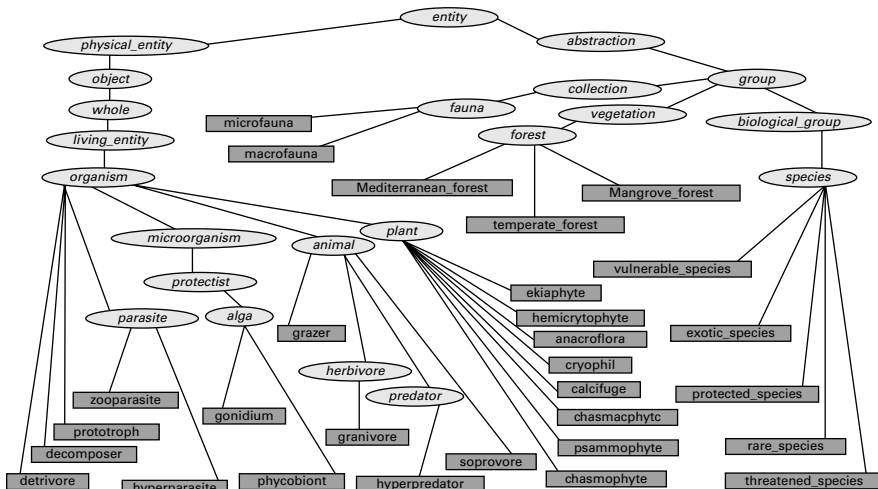 entity
physical_entity
abstraction
object
group
collection
whole
fauna
vegetation
microfauna
biological_group
forest
living_entity
macrofauna
organism
Mediterranean_forest
Mangrove_forest
species
temperate_forest
plant
microorganism
animal
vulnerable_species
protectist
ekiaphyte
parasite
alga
hemicrytophyte
grazer
anacroflora
exotic_species
cryophil
herbivore
calcifuge
predator
protected_species
zooparasite
gonidium
chasmacphytc
prototroph
granivore
psammophyte
rare_species
decomposer
soprovore
detrivore
hyperparasite
phycobiont
hyperpredator
chasmophyte
threatened_species